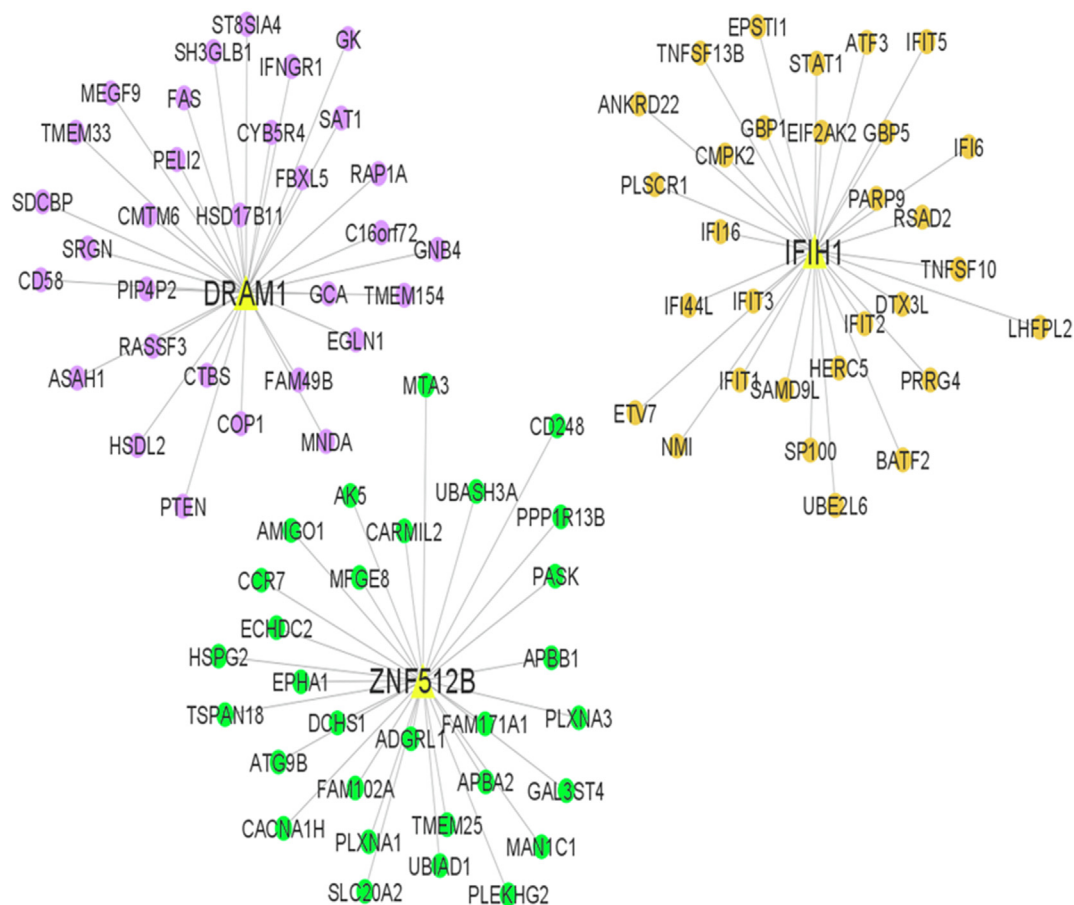 ST8SIA4
SH3GLB1
GK
IFNGR1
MEGF9
FAS
SAT1
TMEM33
CYB5R4
PELI2
FBXL5
RAP1A
SDCBP
CMTM6
HSD17B11
C16orf72
SRGN
GNB4
CD58
PIP4P2
DRAM1
GCA
TMEM154
EGLN1
RASSF3
ASAH1
CTBS
FAM49B
COP1
HSDL2
MNDA
PTEN
EPSTI1
TNFSF13B
ATF3
IFIT5
STAT1
ANKRD22
GBP1
EIF2AK2
GBP5
CMPK2
IFI6
PLSCR1
PARP9
RSAD2
IFI16
IFIH1
TNFSF10
IFI44L
IFIT3
DTX3L
IFIT2
LHFPL2
HERC5
IFIT1
SAMD9L
PRRG4
ETV7
NMI
SP100
BATF2
UBE2L6
MTA3
CD248
AK5
UBASH3A
AMIGO1
CARMIL2
PPP1R13B
CCR7
MFGE8
PASK
ECHDC2
HSPG2
APBB1
EPHA1
ZNF512B
TSPAN18
DCHS1
FAM171A1
PLXNA3
ADGRL1
ATG9B
FAM102A
APBA2
GAL3ST4
CACNA1H
PLXNA1
TMEM25
MAN1C1
UBIAD1
SLC20A2
PLEKHG2